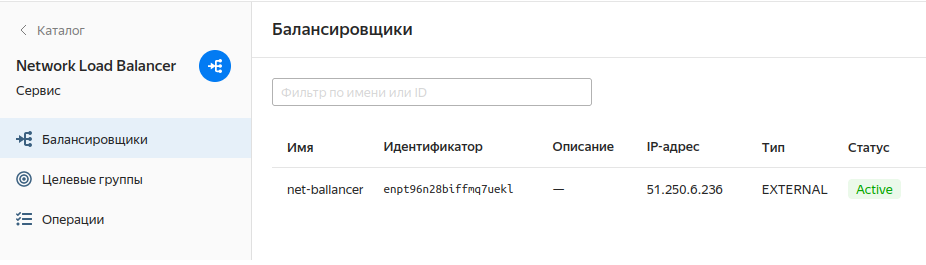 Каталог
Network Load Balancer
Сервис
Балансировщики
Целевые группы
Операции
Балансировщики
Фильтр по имени или ID
Имя Идентификатор Описание IP-адрес Тип Статус
net-ballancer enpt96n28biffmq7uekl — 51.250.6.236 EXTERNAL Active